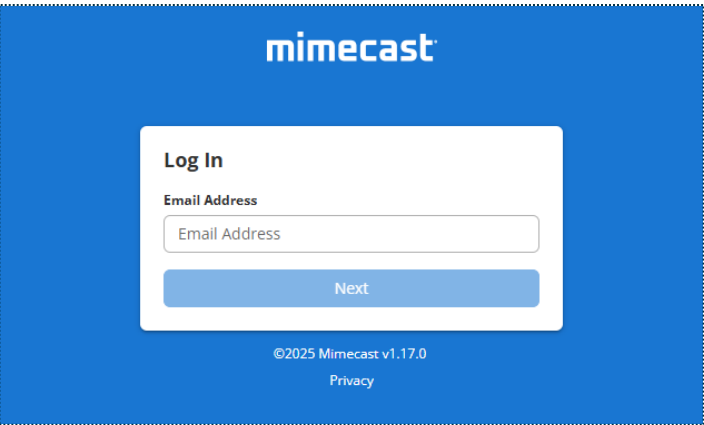 mimecast
Log In
Email Address
Email Address
Next
©2025 Mimecast v1.17.0
Privacy